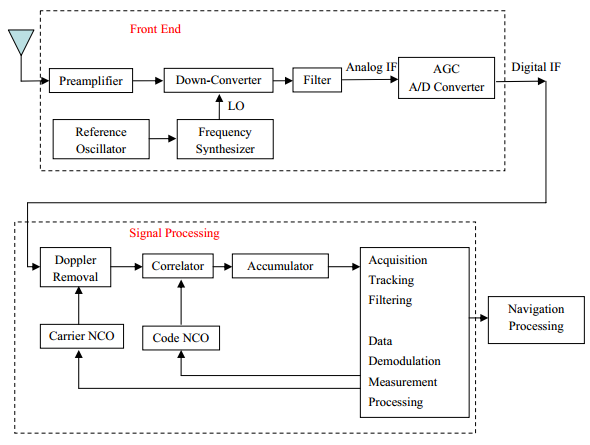 Front End
Preamplifier
Down-Converter
Filter
Analog IF
AGC
A/D Converter
Digital IF
LO
Reference
Oscillator
Frequency
Synthesizer
Signal Processing
Doppler
Removal
Correlator
Accumulator
Acquisition
Tracking
Filtering
Data
Demodulation
Measurement
Processing
Carrier NCO
Code NCO
Navigation
Processing